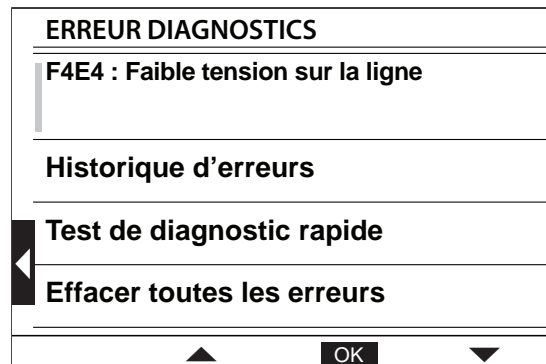 ERREUR DIAGNOSTICS
F4E4 : Faible tension sur la ligne
Historique d’erreurs
Test de diagnostic rapide
Effacer toutes les erreurs
OK